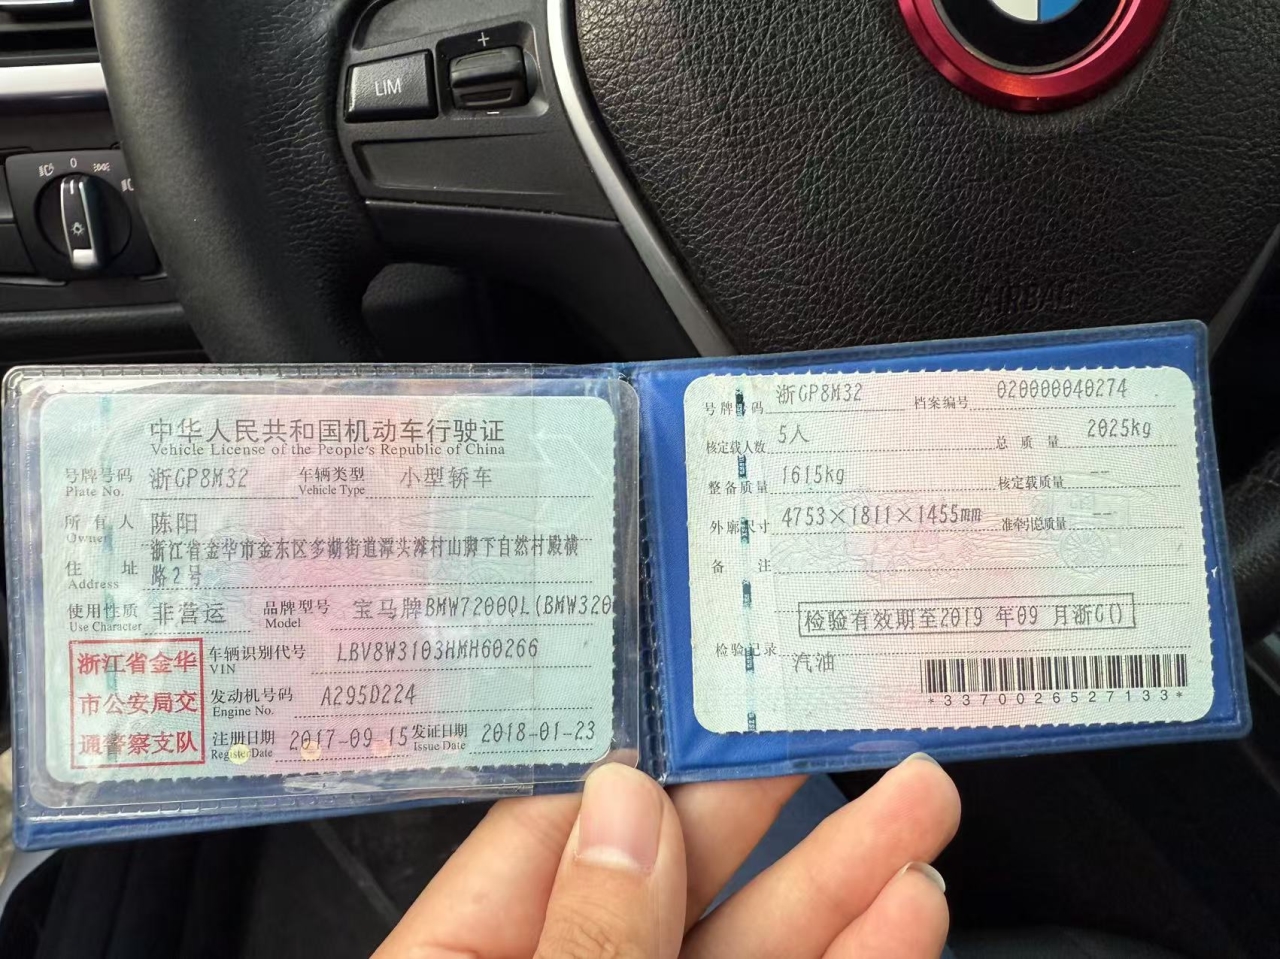 LIM
+
−
0
AIRBAG
中华人民共和国机动车行驶证
Vehicle License of the People's Republic of China
号牌号码 浙GP8M32 车辆类型 小型轿车
Plate No. Vehicle Type
所有人 陈阳
Owner
住址 浙江省金华市金东区多湖街道潭头滩村山脚下自然村殿横
Address 路2号
使用性质 非营运 品牌型号 宝马牌BMW7200QL(BMW320
Use Character Model
浙江省金华
市公安局交
通警察支队
车辆识别代号 LBV8W3103HMH60266
VIN
发动机号码 A295D224
Engine No.
注册日期 2017-09-15 发证日期 2018-01-23
Register Date Issue Date
号牌号码 浙GP8M32 档案编号 020000040274
核定载人数 5人 总质量 2025kg
整备质量 1615kg 核定载质量 --
外廓尺寸 4753×1811×1455mm 准牵引总质量 --
备注
检验有效期至2019 年09 月浙G()
检验记录
汽油
*3370026527133*